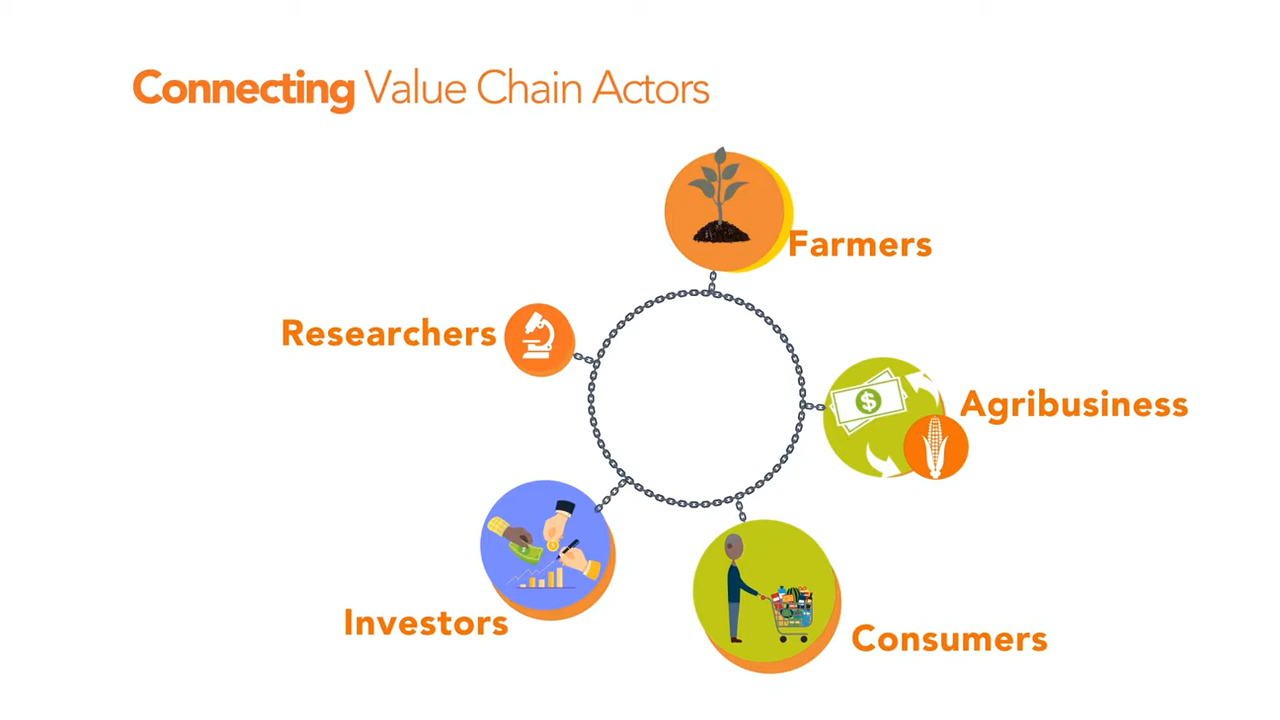 Connecting Value Chain Actors
Farmers
Researchers
Agribusiness
Investors
Consumers